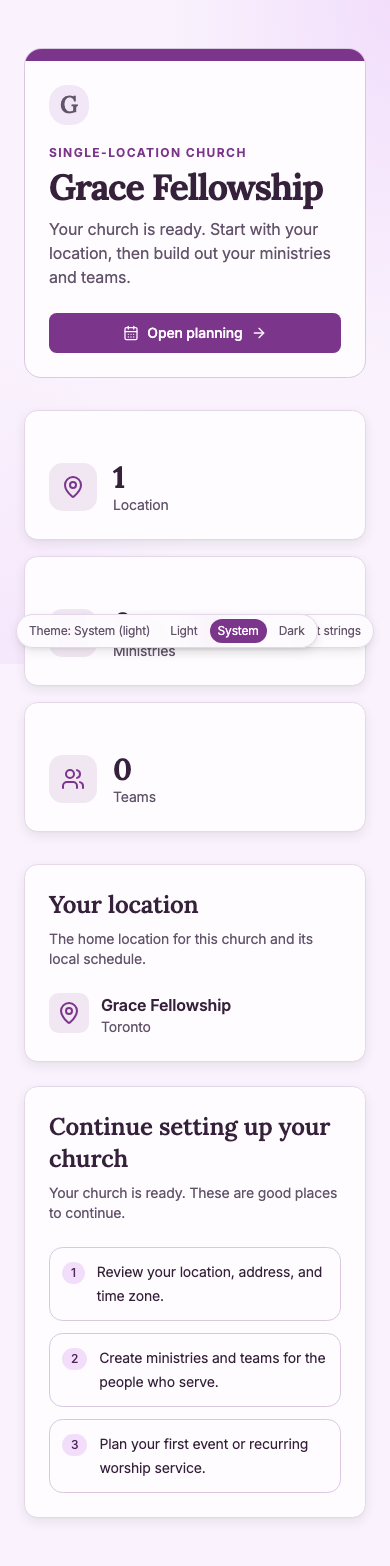 G
SINGLE-LOCATION CHURCH
Grace Fellowship
Your church is ready. Start with your
location, then build out your ministries
and teams.
Open planning
1
Location
Theme: System (light) Light System Dark t strings
Ministries
0
Teams
Your location
The home location for this church and its
local schedule.
Grace Fellowship
Toronto
Continue setting up your
church
Your church is ready. These are good places
to continue.
1 Review your location, address, and
time zone.
2 Create ministries and teams for the
people who serve.
3 Plan your first event or recurring
worship service.